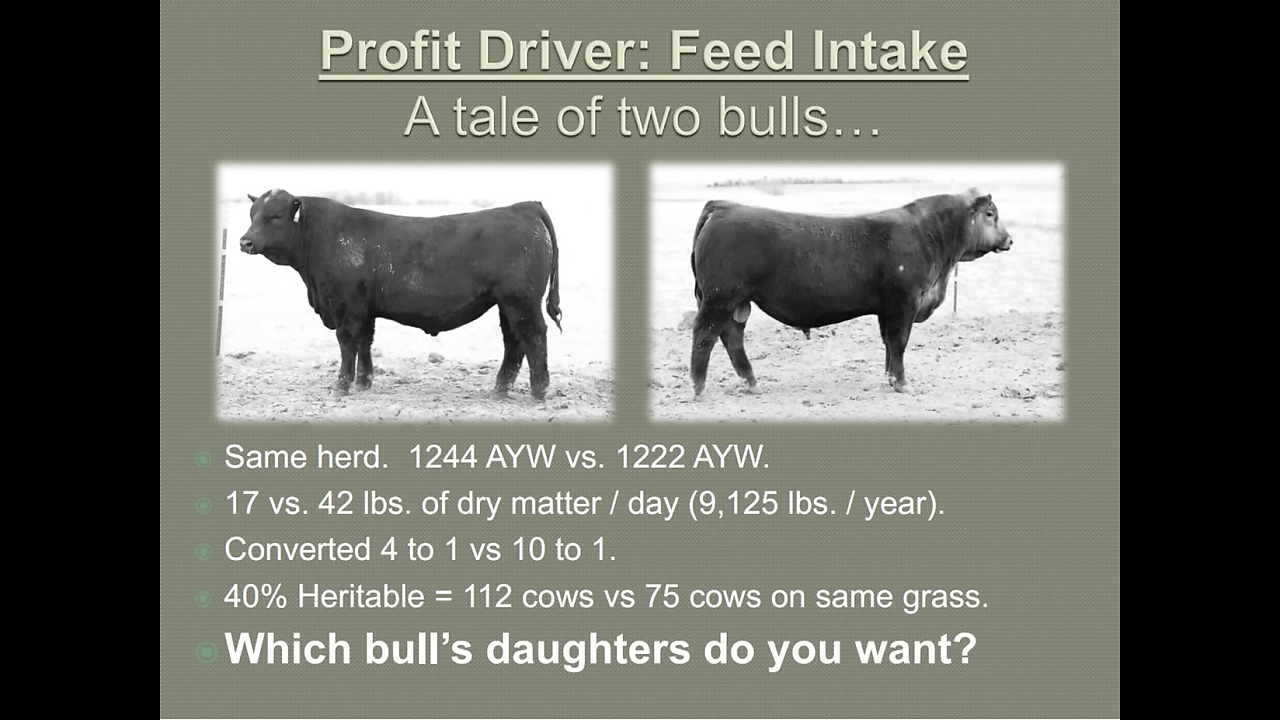 Profit Driver: Feed Intake
A tale of two bulls…
Same herd.  1244 AYW vs. 1222 AYW.
17 vs. 42 lbs. of dry matter / day (9,125 lbs. / year).
Converted 4 to 1 vs 10 to 1.
40% Heritable = 112 cows vs 75 cows on same grass.
Which bull’s daughters do you want?